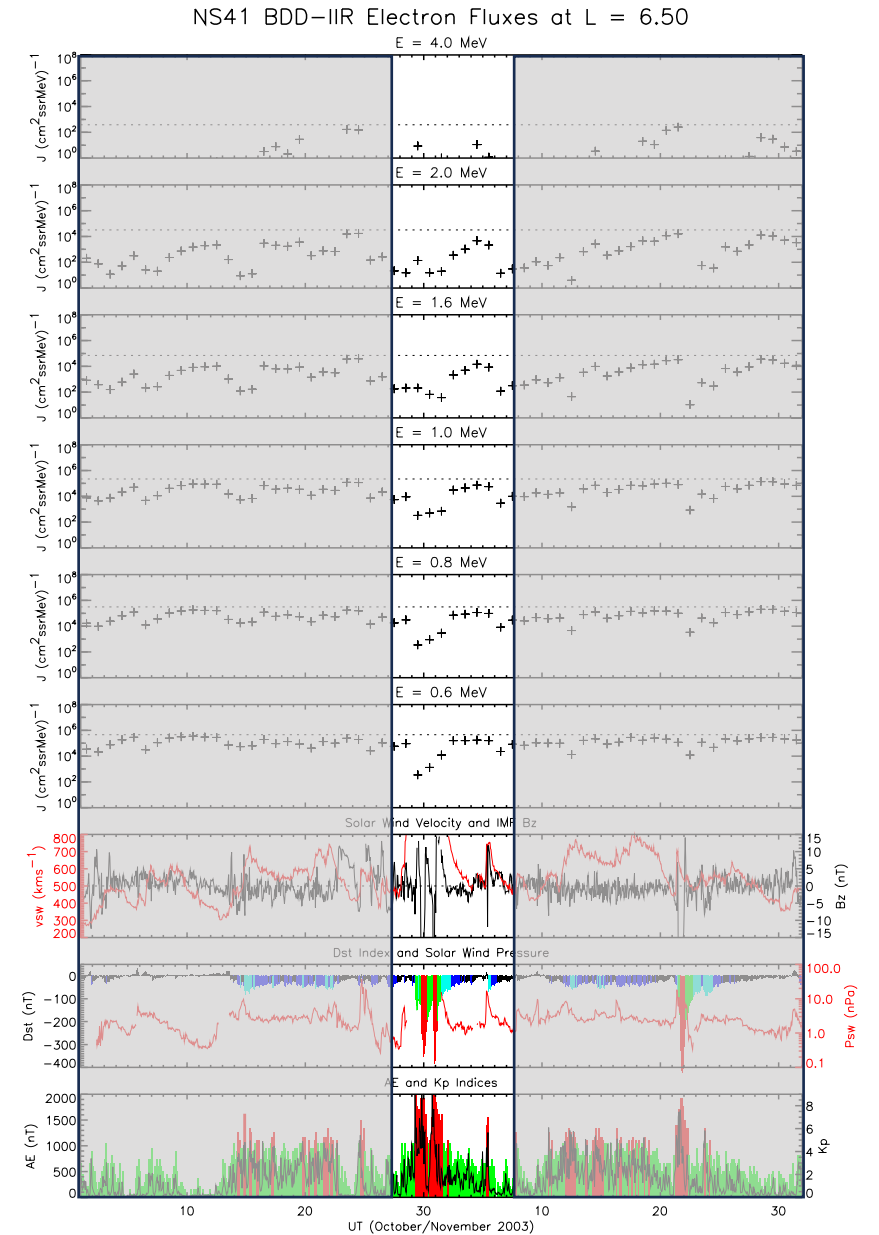 NS41 BDD-IIR Electron Fluxes at L = 6.50
E = 4.0 MeV
J (cm²ssrMeV)⁻¹
10⁸
10⁶
10⁴
10²
10⁰
E = 2.0 MeV
J (cm²ssrMeV)⁻¹
10⁸
10⁶
10⁴
10²
10⁰
E = 1.6 MeV
J (cm²ssrMeV)⁻¹
10⁸
10⁶
10⁴
10²
10⁰
E = 1.0 MeV
J (cm²ssrMeV)⁻¹
10⁸
10⁶
10⁴
10²
10⁰
E = 0.8 MeV
J (cm²ssrMeV)⁻¹
10⁸
10⁶
10⁴
10²
10⁰
E = 0.6 MeV
J (cm²ssrMeV)⁻¹
10⁸
10⁶
10⁴
10²
10⁰
Solar Wind Velocity and IMF Bz
vsw (kms⁻¹)
800
700
600
500
400
300
200
15
10
5
0
−5
−10
−15
Bz (nT)
Dst Index and Solar Wind Pressure
Dst (nT)
0
−100
−200
−300
−400
100.0
10.0
1.0
0.1
Psw (nPa)
AE and Kp Indices
AE (nT)
2000
1500
1000
500
0
8
6
4
2
0
Kp
10 20 30 10 20 30
UT (October/November 2003)